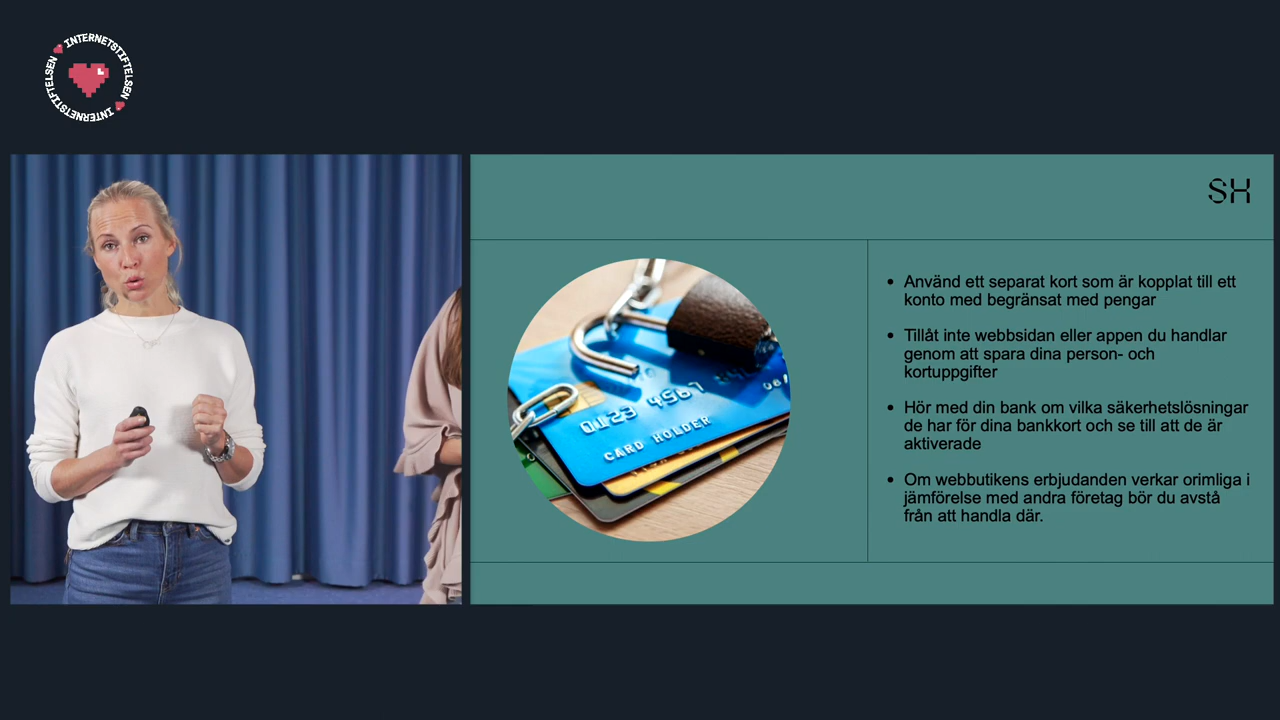 INTERNETSTIFTELSEN
INTERNETSTIFTELSEN
SH
Använd ett separat kort som är kopplat till ett
konto med begränsat med pengar
Tillåt inte webbsidan eller appen du handlar
genom att spara dina person- och
kortuppgifter
Hör med din bank om vilka säkerhetslösningar
de har för dina bankkort och se till att de är
aktiverade
Om webbutikens erbjudanden verkar orimliga i
jämförelse med andra företag bör du avstå
från att handla där.
0123 4567
CARD HOLDER